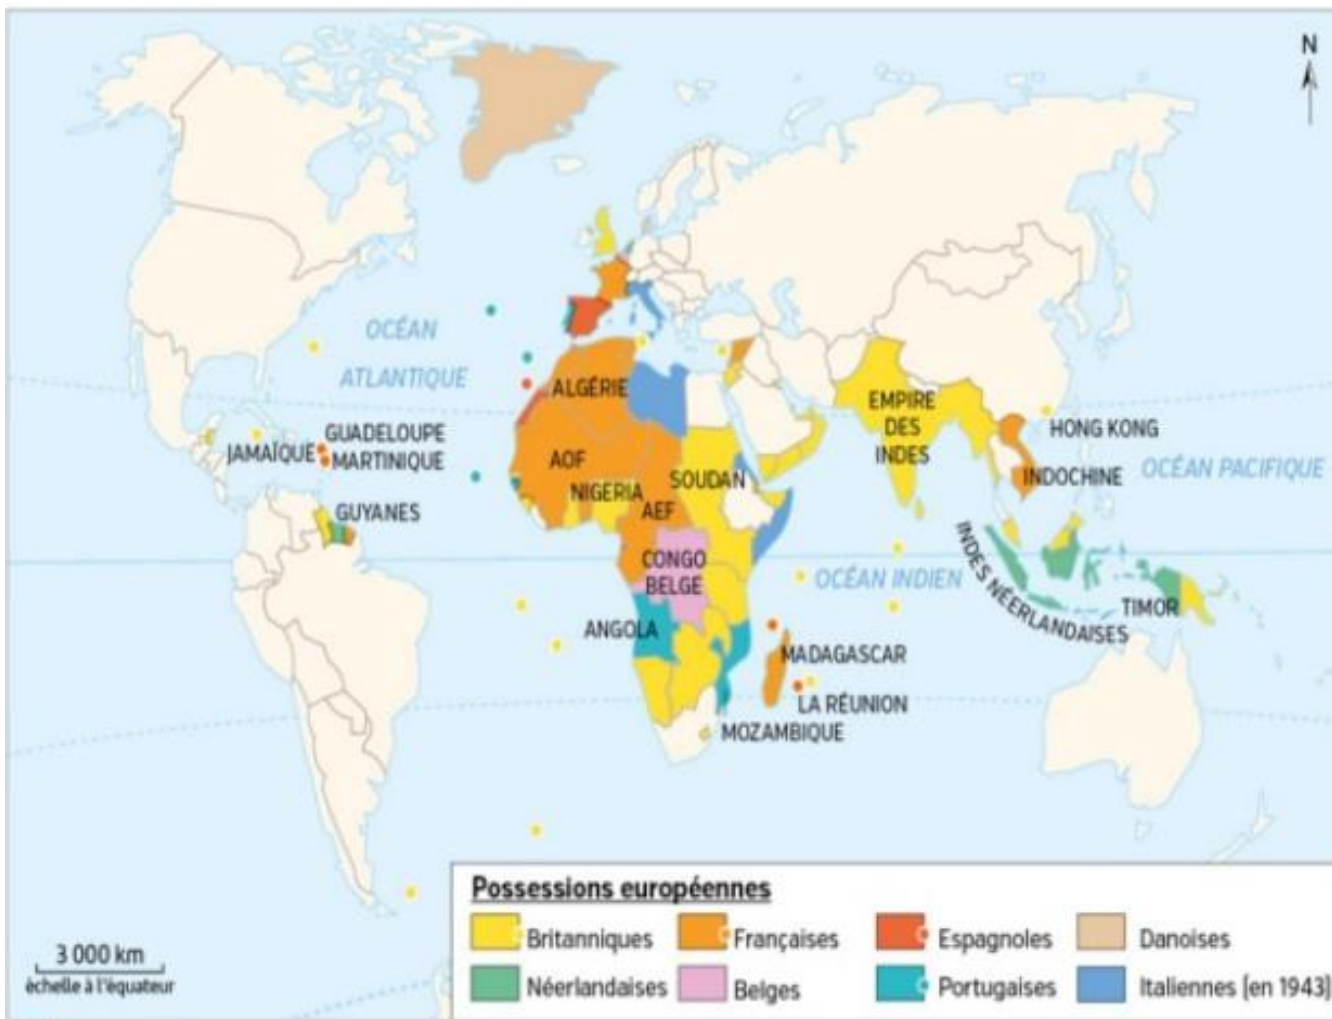 N
OCÉAN
ATLANTIQUE
ALGÉRIE
EMPIRE
DES
INDES
HONG KONG
GUADELOUPE
JAMAÏQUE
MARTINIQUE
AOF
SOUDAN
OCÉAN PACIFIQUE
INDOCHINE
NIGERIA
AEF
GUYANES
CONGO
BELGE
OCÉAN INDIEN
INDES NÉERLANDAISES
TIMOR
ANGOLA
MADAGASCAR
LA RÉUNION
MOZAMBIQUE
Possessions européennes
Britanniques
Françaises
Espagnoles
Danoises
Néerlandaises
Belges
Portugaises
Italiennes [en 1943]
3 000 km
échelle à l'équateur